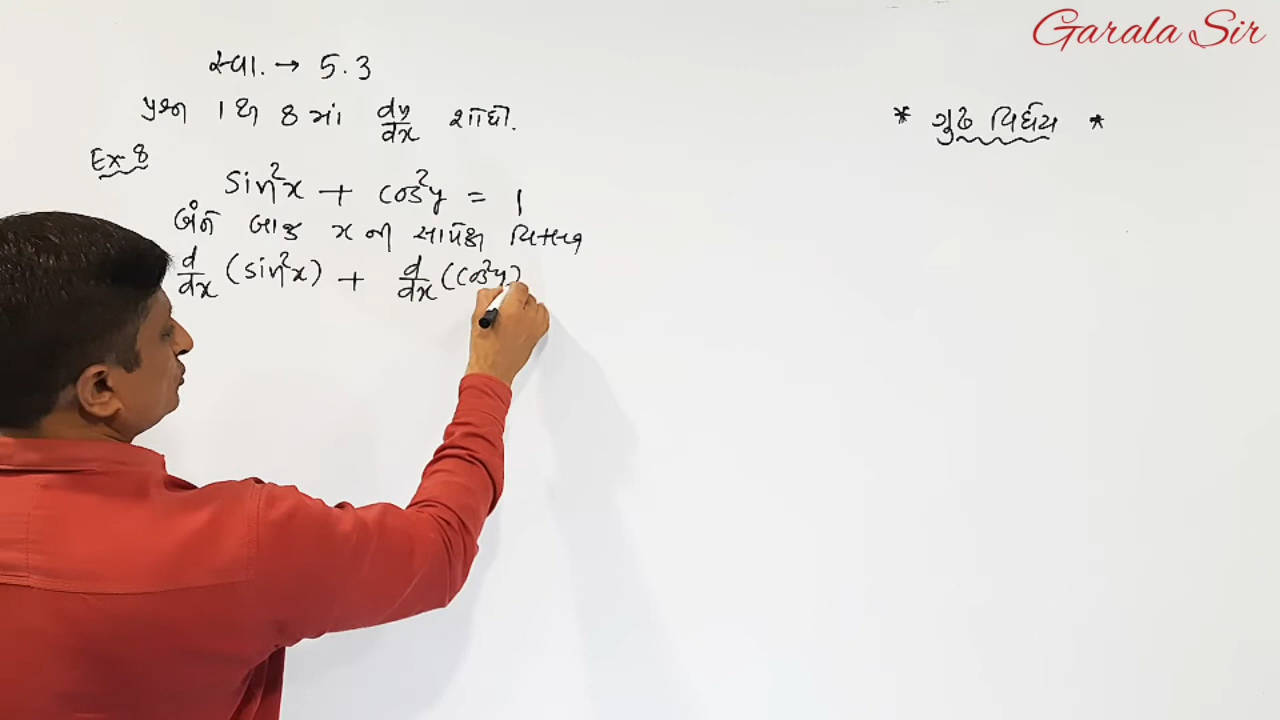 Garala Sir
સ્વા. → 5.3
પ્રશ્ન 1 થી 8 માં dy/dx શોધો.
* ગુઢ વિધેય *
Ex-8
sin²x + cos²y = 1
બંને બાજુ x ની સાપેક્ષ વિકલન
d/dx (sin²x) + d/dx (cos²y)